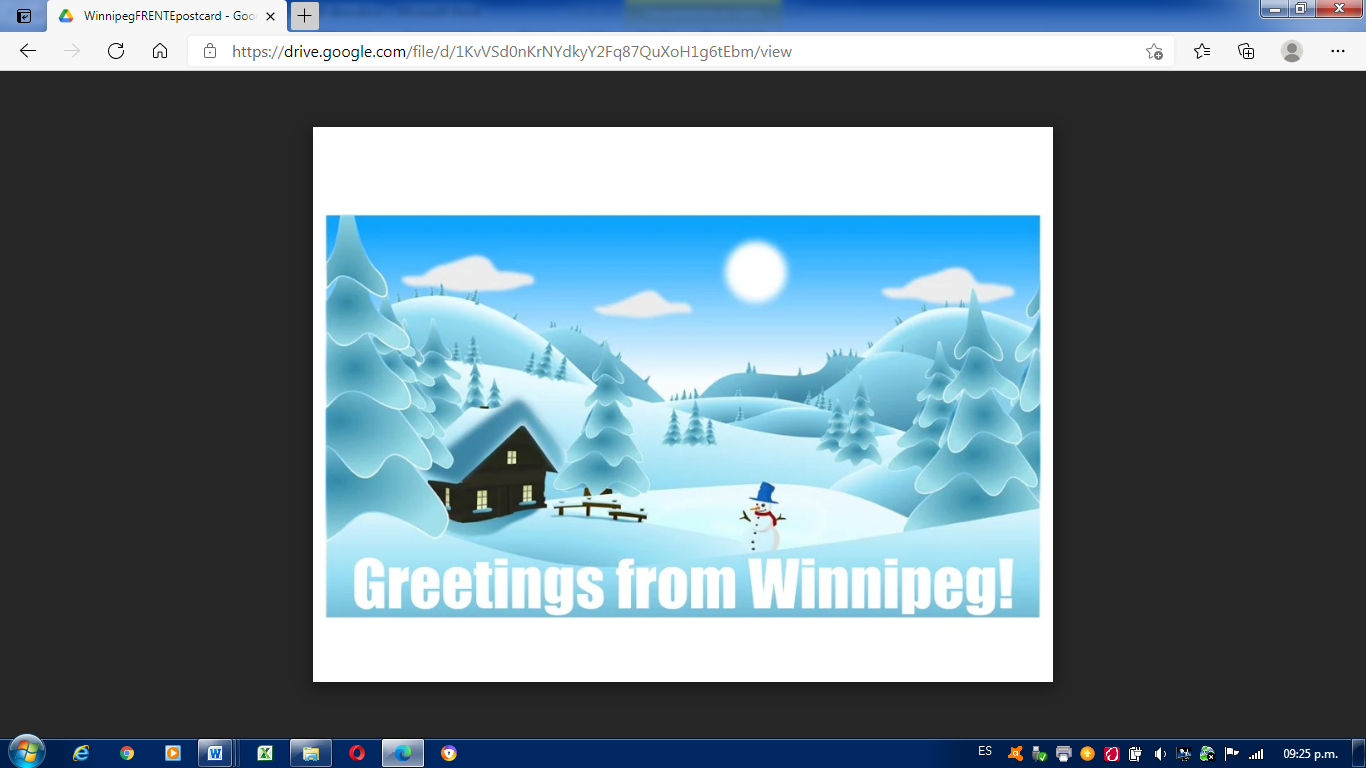 WinnipegFRENTEpostcard - Goo
https://drive.google.com/file/d/1KvVSd0nKrNYdkyY2Fq87QuXoH1g6tEbm/view
Greetings from Winnipeg!
ES
09:25 p.m.